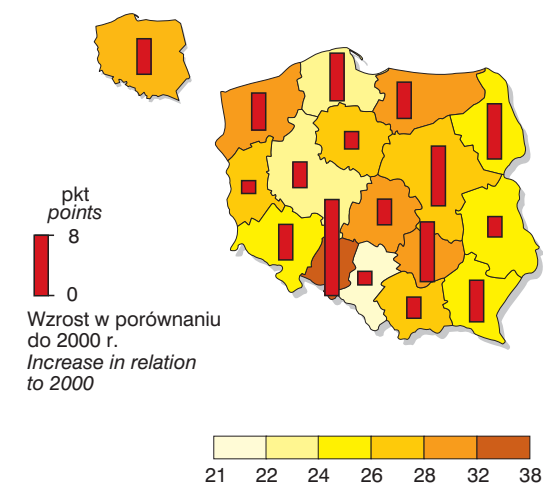 pkt
points
8
0
Wzrost w porównaniu
do 2000 r.
Increase in relation
to 2000
21 22 24 26 28 32 38